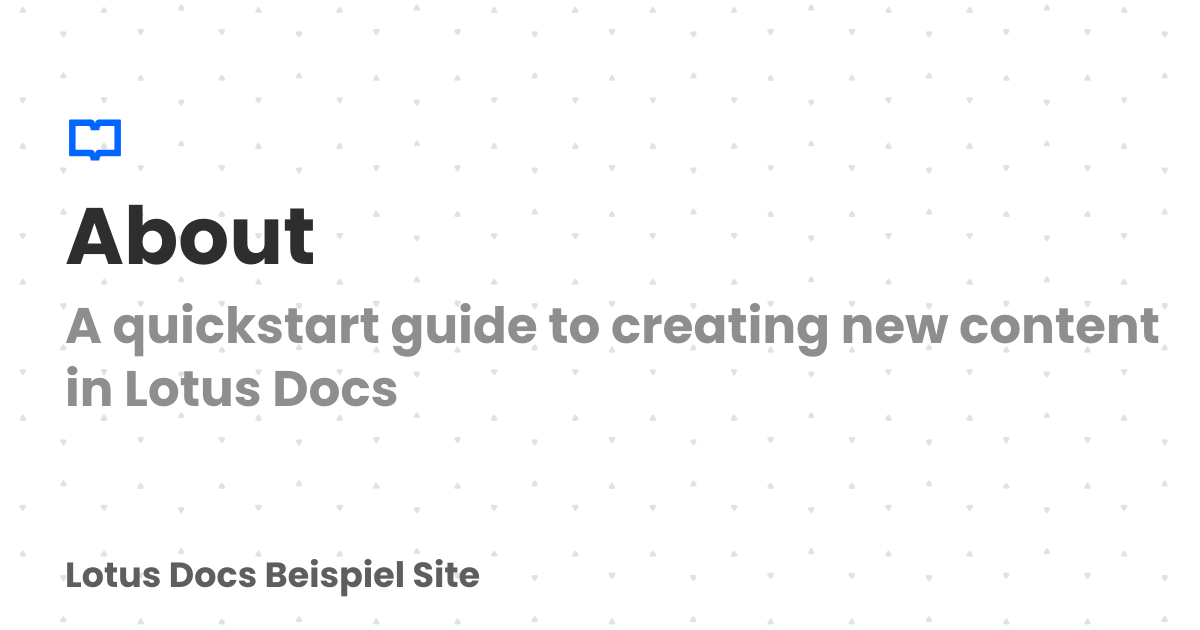 About
A quickstart guide to creating new content
in Lotus Docs
Lotus Docs Beispiel Site